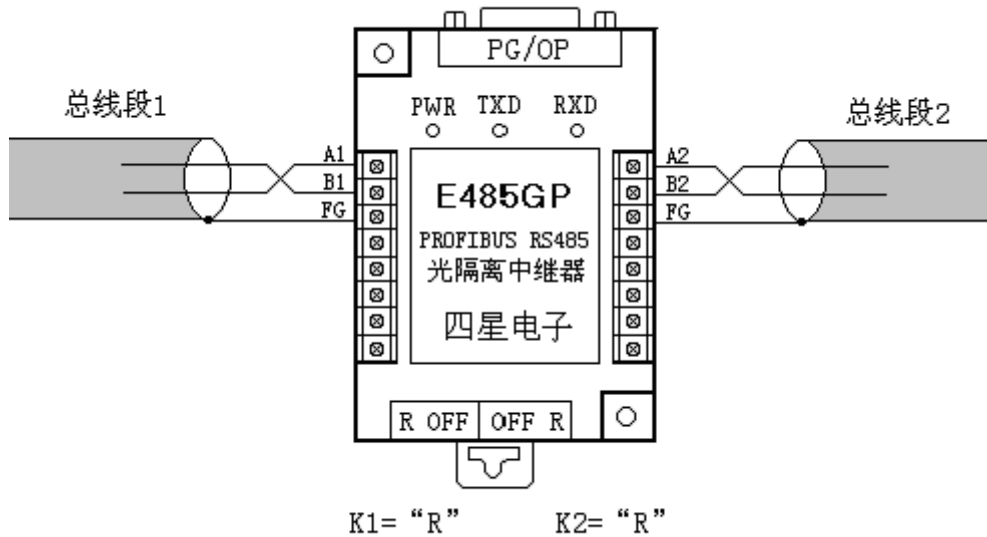 PG/OP
PWR TXD RXD
总线段1
总线段2
A1
B1
FG
A2
B2
FG
E485GP
PROFIBUS RS485
光隔离中继器
四星电子
R OFF OFF R
K1= “R” K2= “R”